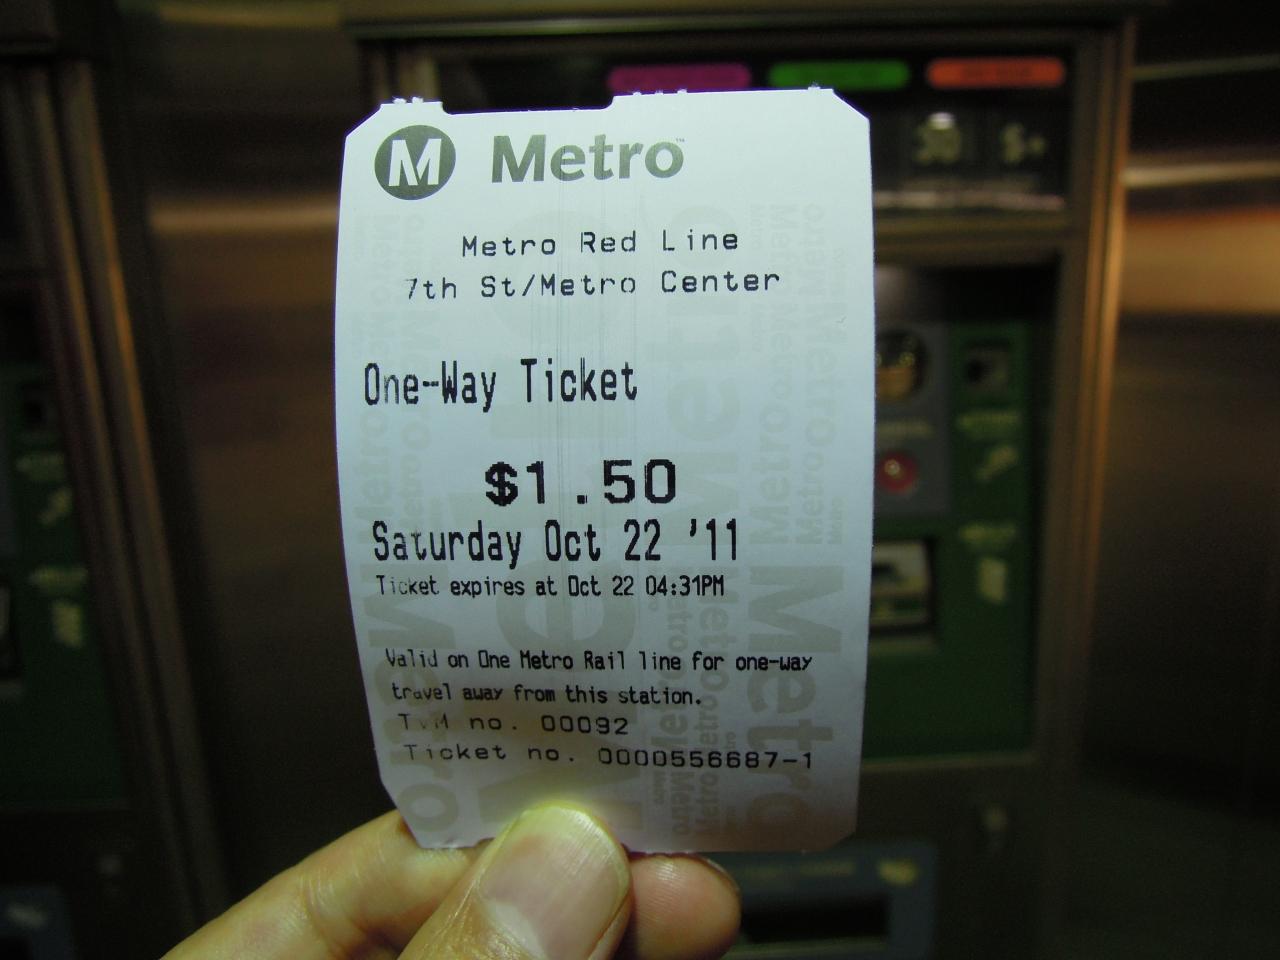 M Metro
Metro Red Line
7th St/Metro Center
One-Way Ticket
$1.50
Saturday Oct 22 '11
Ticket expires at Oct 22 04:31PM
Valid on One Metro Rail line for one-way
travel away from this station.
TVM no. 00092
Ticket no. 0000556687-1